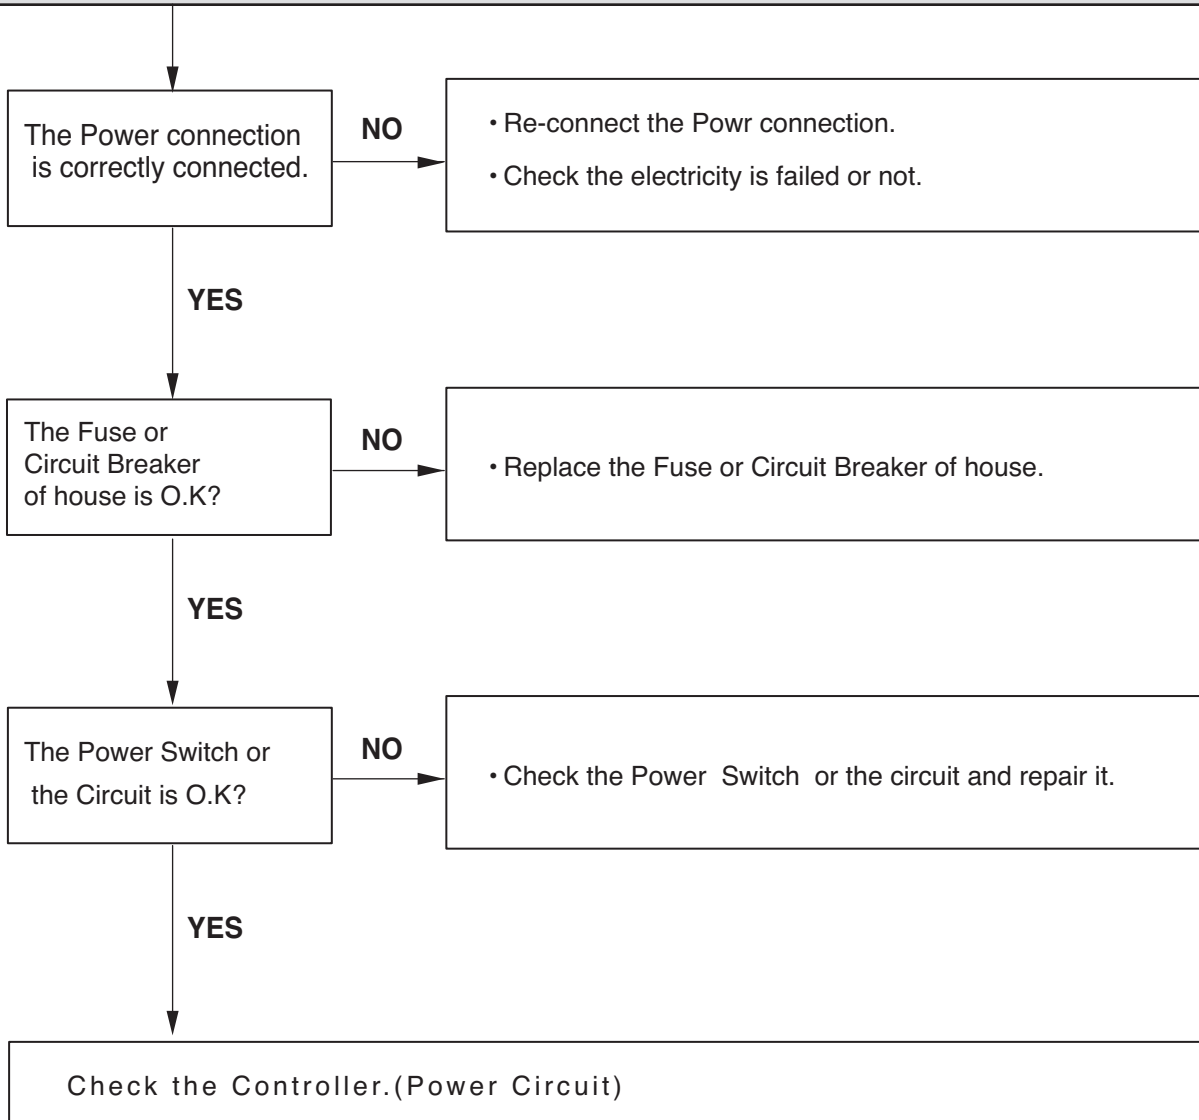 The Power connection
is correctly connected.
NO
• Re-connect the Powr connection.
• Check the electricity is failed or not.
YES
The Fuse or
Circuit Breaker
of house is O.K?
NO
• Replace the Fuse or Circuit Breaker of house.
YES
The Power Switch or
the Circuit is O.K?
NO
• Check the Power Switch or the circuit and repair it.
YES
Check the Controller.(Power Circuit)